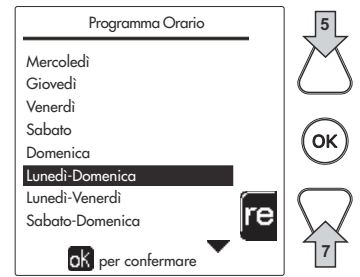 Programma Orario
Mercoledì
Giovedì
Venerdì
Sabato
Domenica
Lunedì-Domenica
Lunedì-Venerdì
Sabato-Domenica
re
ok per confermare
5
OK
7